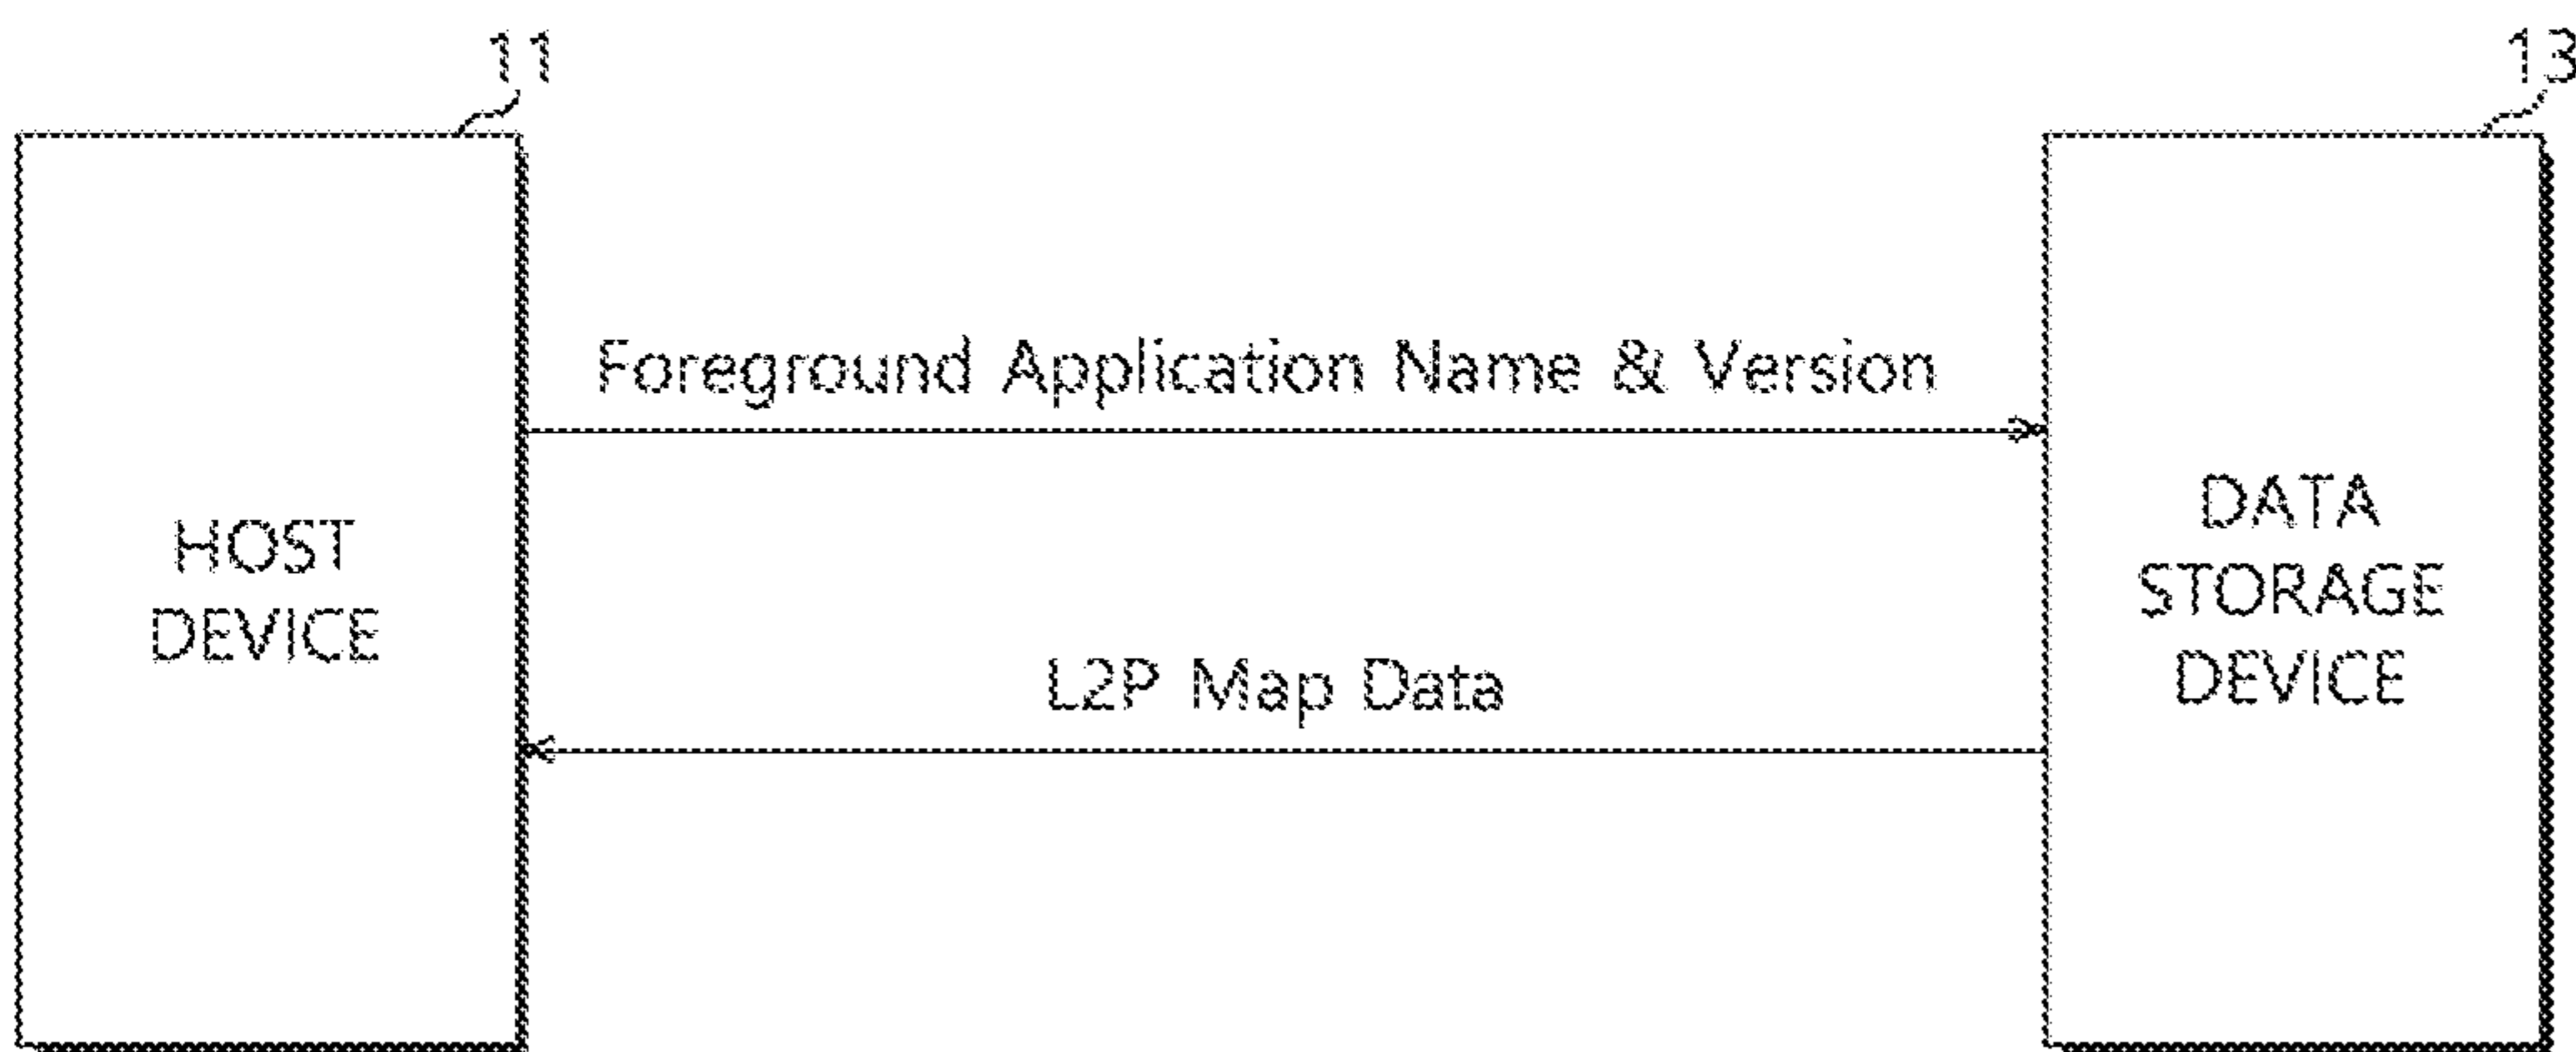 11
13
Foreground Application Name & Version
HOST
DEVICE
DATA
STORAGE
DEVICE
L2P Map Data